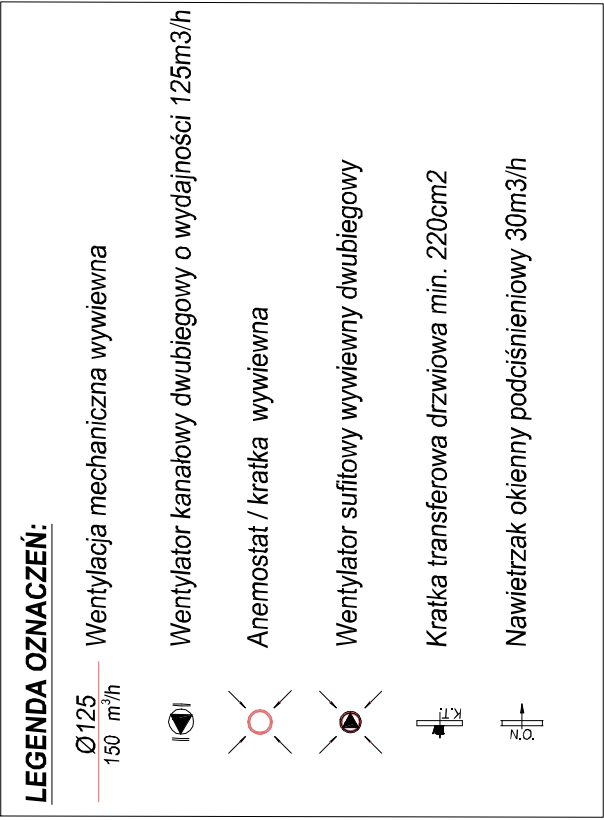 LEGENDA OZNACZEŃ:
Ø125
150 m³/h
Wentylacja mechaniczna wywiewna
Wentylator kanałowy dwubiegowy o wydajności 125m3/h
Anemostat / kratka wywiewna
Wentylator sufitowy wywiewny dwubiegowy
K.T.
Kratka transferowa drzwiowa min. 220cm2
O.N.
Nawietrzak okienny podciśnieniowy 30m3/h